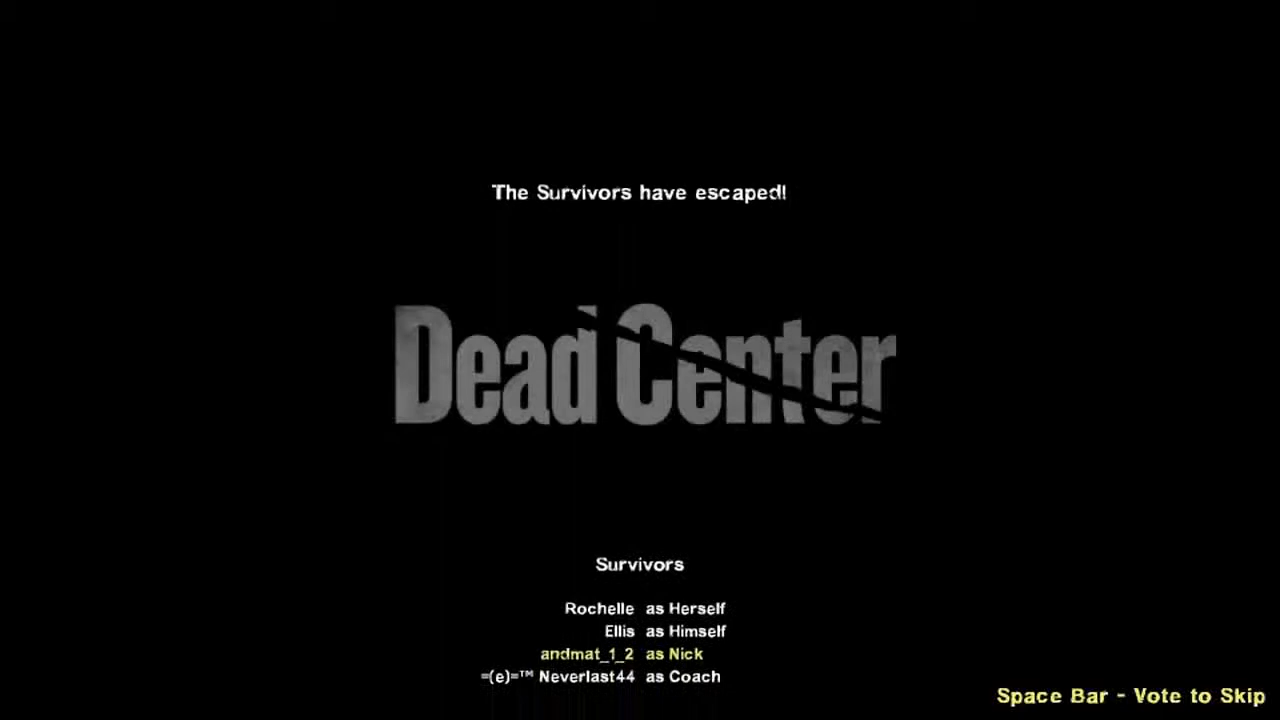 The Survivors have escaped!
Dead Center
Survivors
Rochelle as Herself
Ellis as Himself
andmat_1_2 as Nick
=(e)=™ Neverlast44 as Coach
Space Bar - Vote to Skip